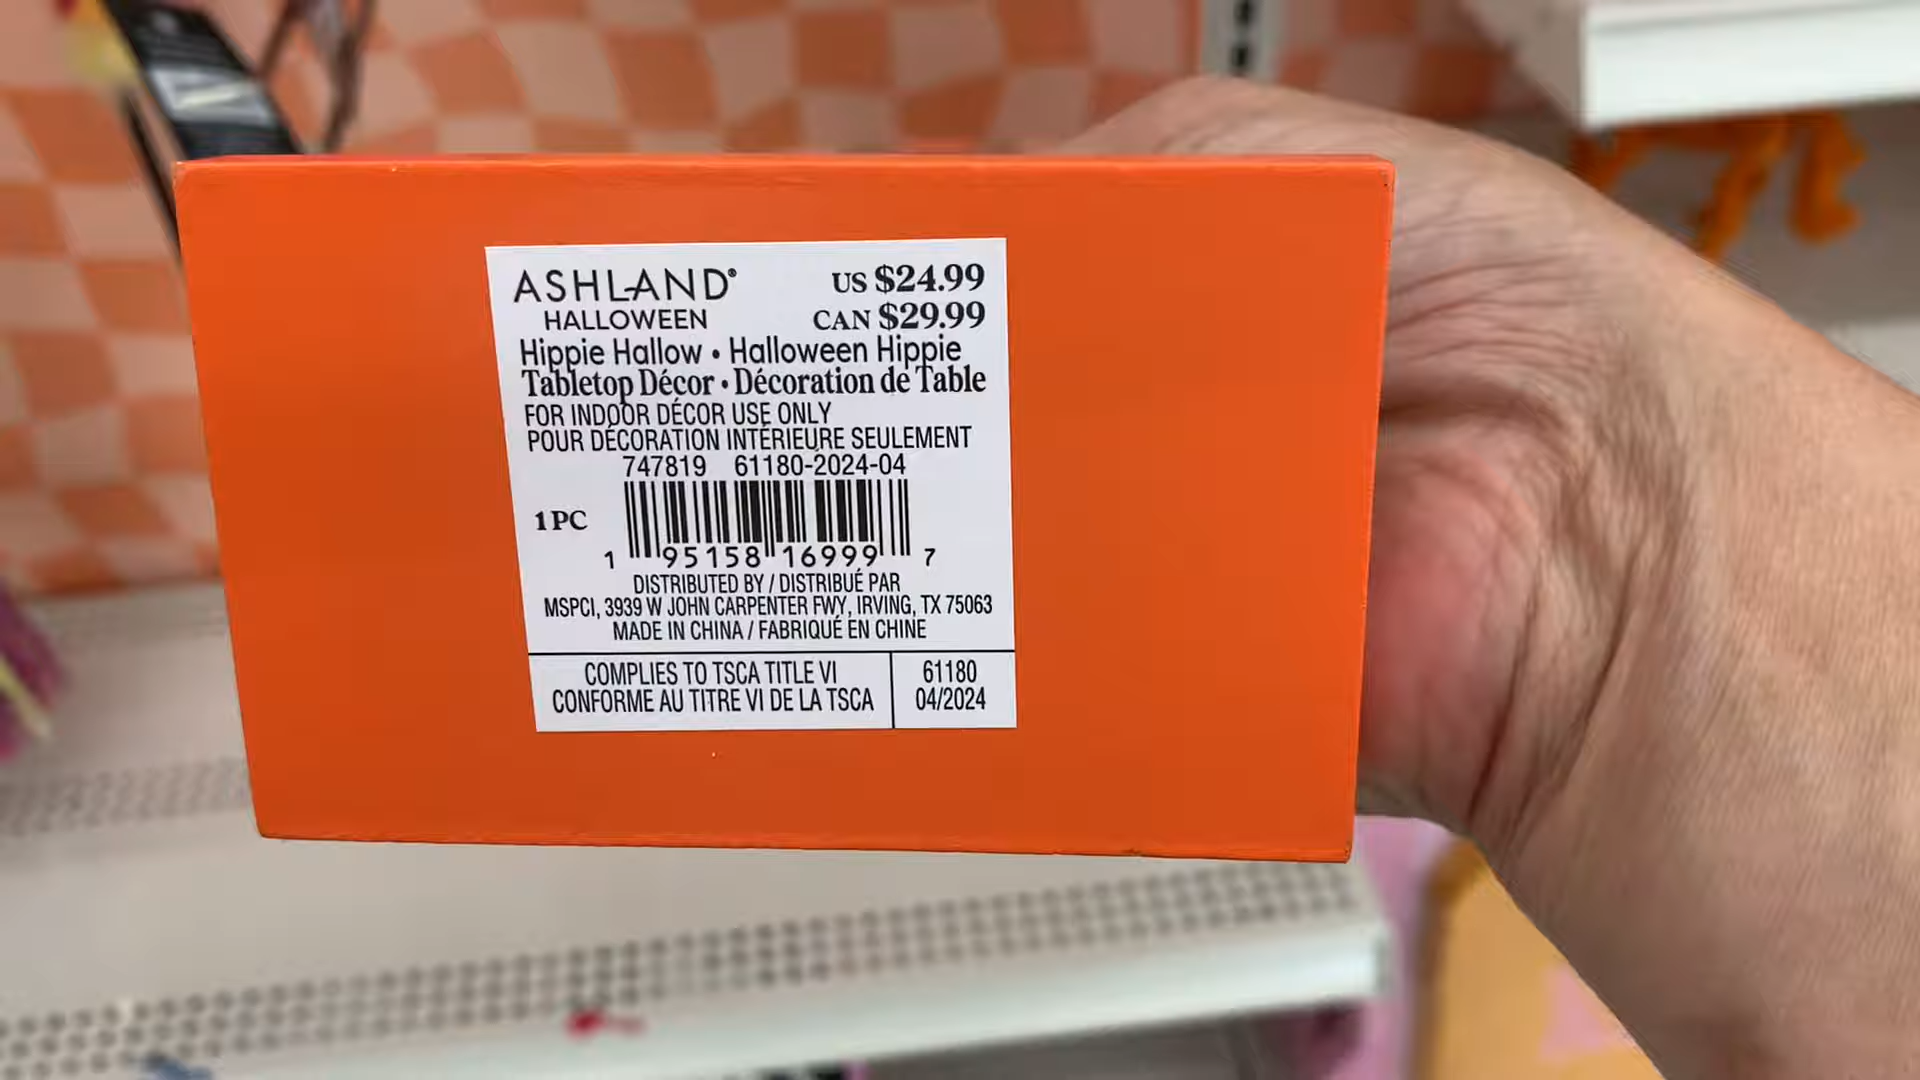 ASHLAND® US $24.99
HALLOWEEN CAN $29.99
Hippie Hallow • Halloween Hippie
Tabletop Décor • Décoration de Table
FOR INDOOR DÉCOR USE ONLY
POUR DÉCORATION INTÉRIEURE SEULEMENT
747819 61180-2024-04
1 PC
1 95158 16999 7
DISTRIBUTED BY / DISTRIBUÉ PAR
MSPCI, 3939 W JOHN CARPENTER FWY, IRVING, TX 75063
MADE IN CHINA / FABRIQUÉ EN CHINE
COMPLIES TO TSCA TITLE VI
CONFORME AU TITRE VI DE LA TSCA
61180
04/2024